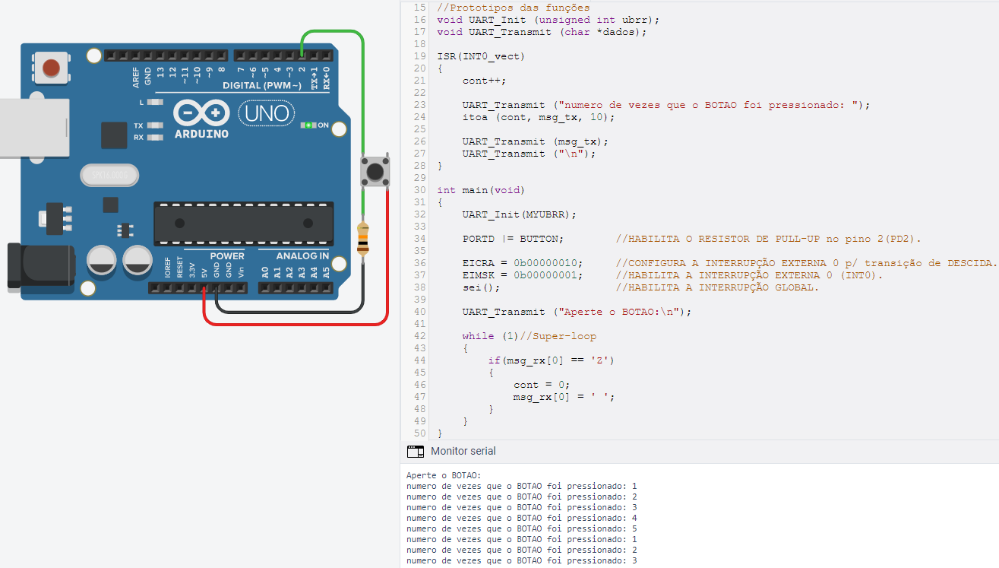 AREF
GND
13
12
~11
~10
~9
8
7
~6
~5
4
~3
2
TX→1
RX←0
DIGITAL (PWM~)
L
TX
RX
UNO
ON
ARDUINO
POWER
ANALOG IN
IOREF
RESET
3.3V
5V
GND
GND
Vin
A0
A1
A2
A3
A4
A5
15 //Prototipos das funções
16 void UART_Init (unsigned int ubrr);
17 void UART_Transmit (char *dados);
18
19 ISR(INT0_vect)
20 {
21 cont++;
22
23 UART_Transmit ("numero de vezes que o BOTAO foi pressionado: ");
24 itoa (cont, msg_tx, 10);
25
26 UART_Transmit (msg_tx);
27 UART_Transmit ("\n");
28 }
29
30 int main(void)
31 {
32 UART_Init(MYUBRR);
33
34 PORTD |= BUTTON; //HABILITA O RESISTOR DE PULL-UP no pino 2(PD2).
35
36 EICRA = 0b00000010; //CONFIGURA A INTERRUPÇÃO EXTERNA 0 p/ transição de DESCIDA.
37 EIMSK = 0b00000001; //HABILITA A INTERRUPÇÃO EXTERNA 0 (INT0).
38 sei(); //HABILITA A INTERRUPÇÃO GLOBAL.
39
40 UART_Transmit ("Aperte o BOTAO:\n");
41
42 while (1)//Super-loop
43 {
44 if(msg_rx[0] == 'Z')
45 {
46 cont = 0;
47 msg_rx[0] = ' ';
48 }
49 }
50 }
Monitor serial
Aperte o BOTAO:
numero de vezes que o BOTAO foi pressionado: 1
numero de vezes que o BOTAO foi pressionado: 2
numero de vezes que o BOTAO foi pressionado: 3
numero de vezes que o BOTAO foi pressionado: 4
numero de vezes que o BOTAO foi pressionado: 5
numero de vezes que o BOTAO foi pressionado: 1
numero de vezes que o BOTAO foi pressionado: 2
numero de vezes que o BOTAO foi pressionado: 3